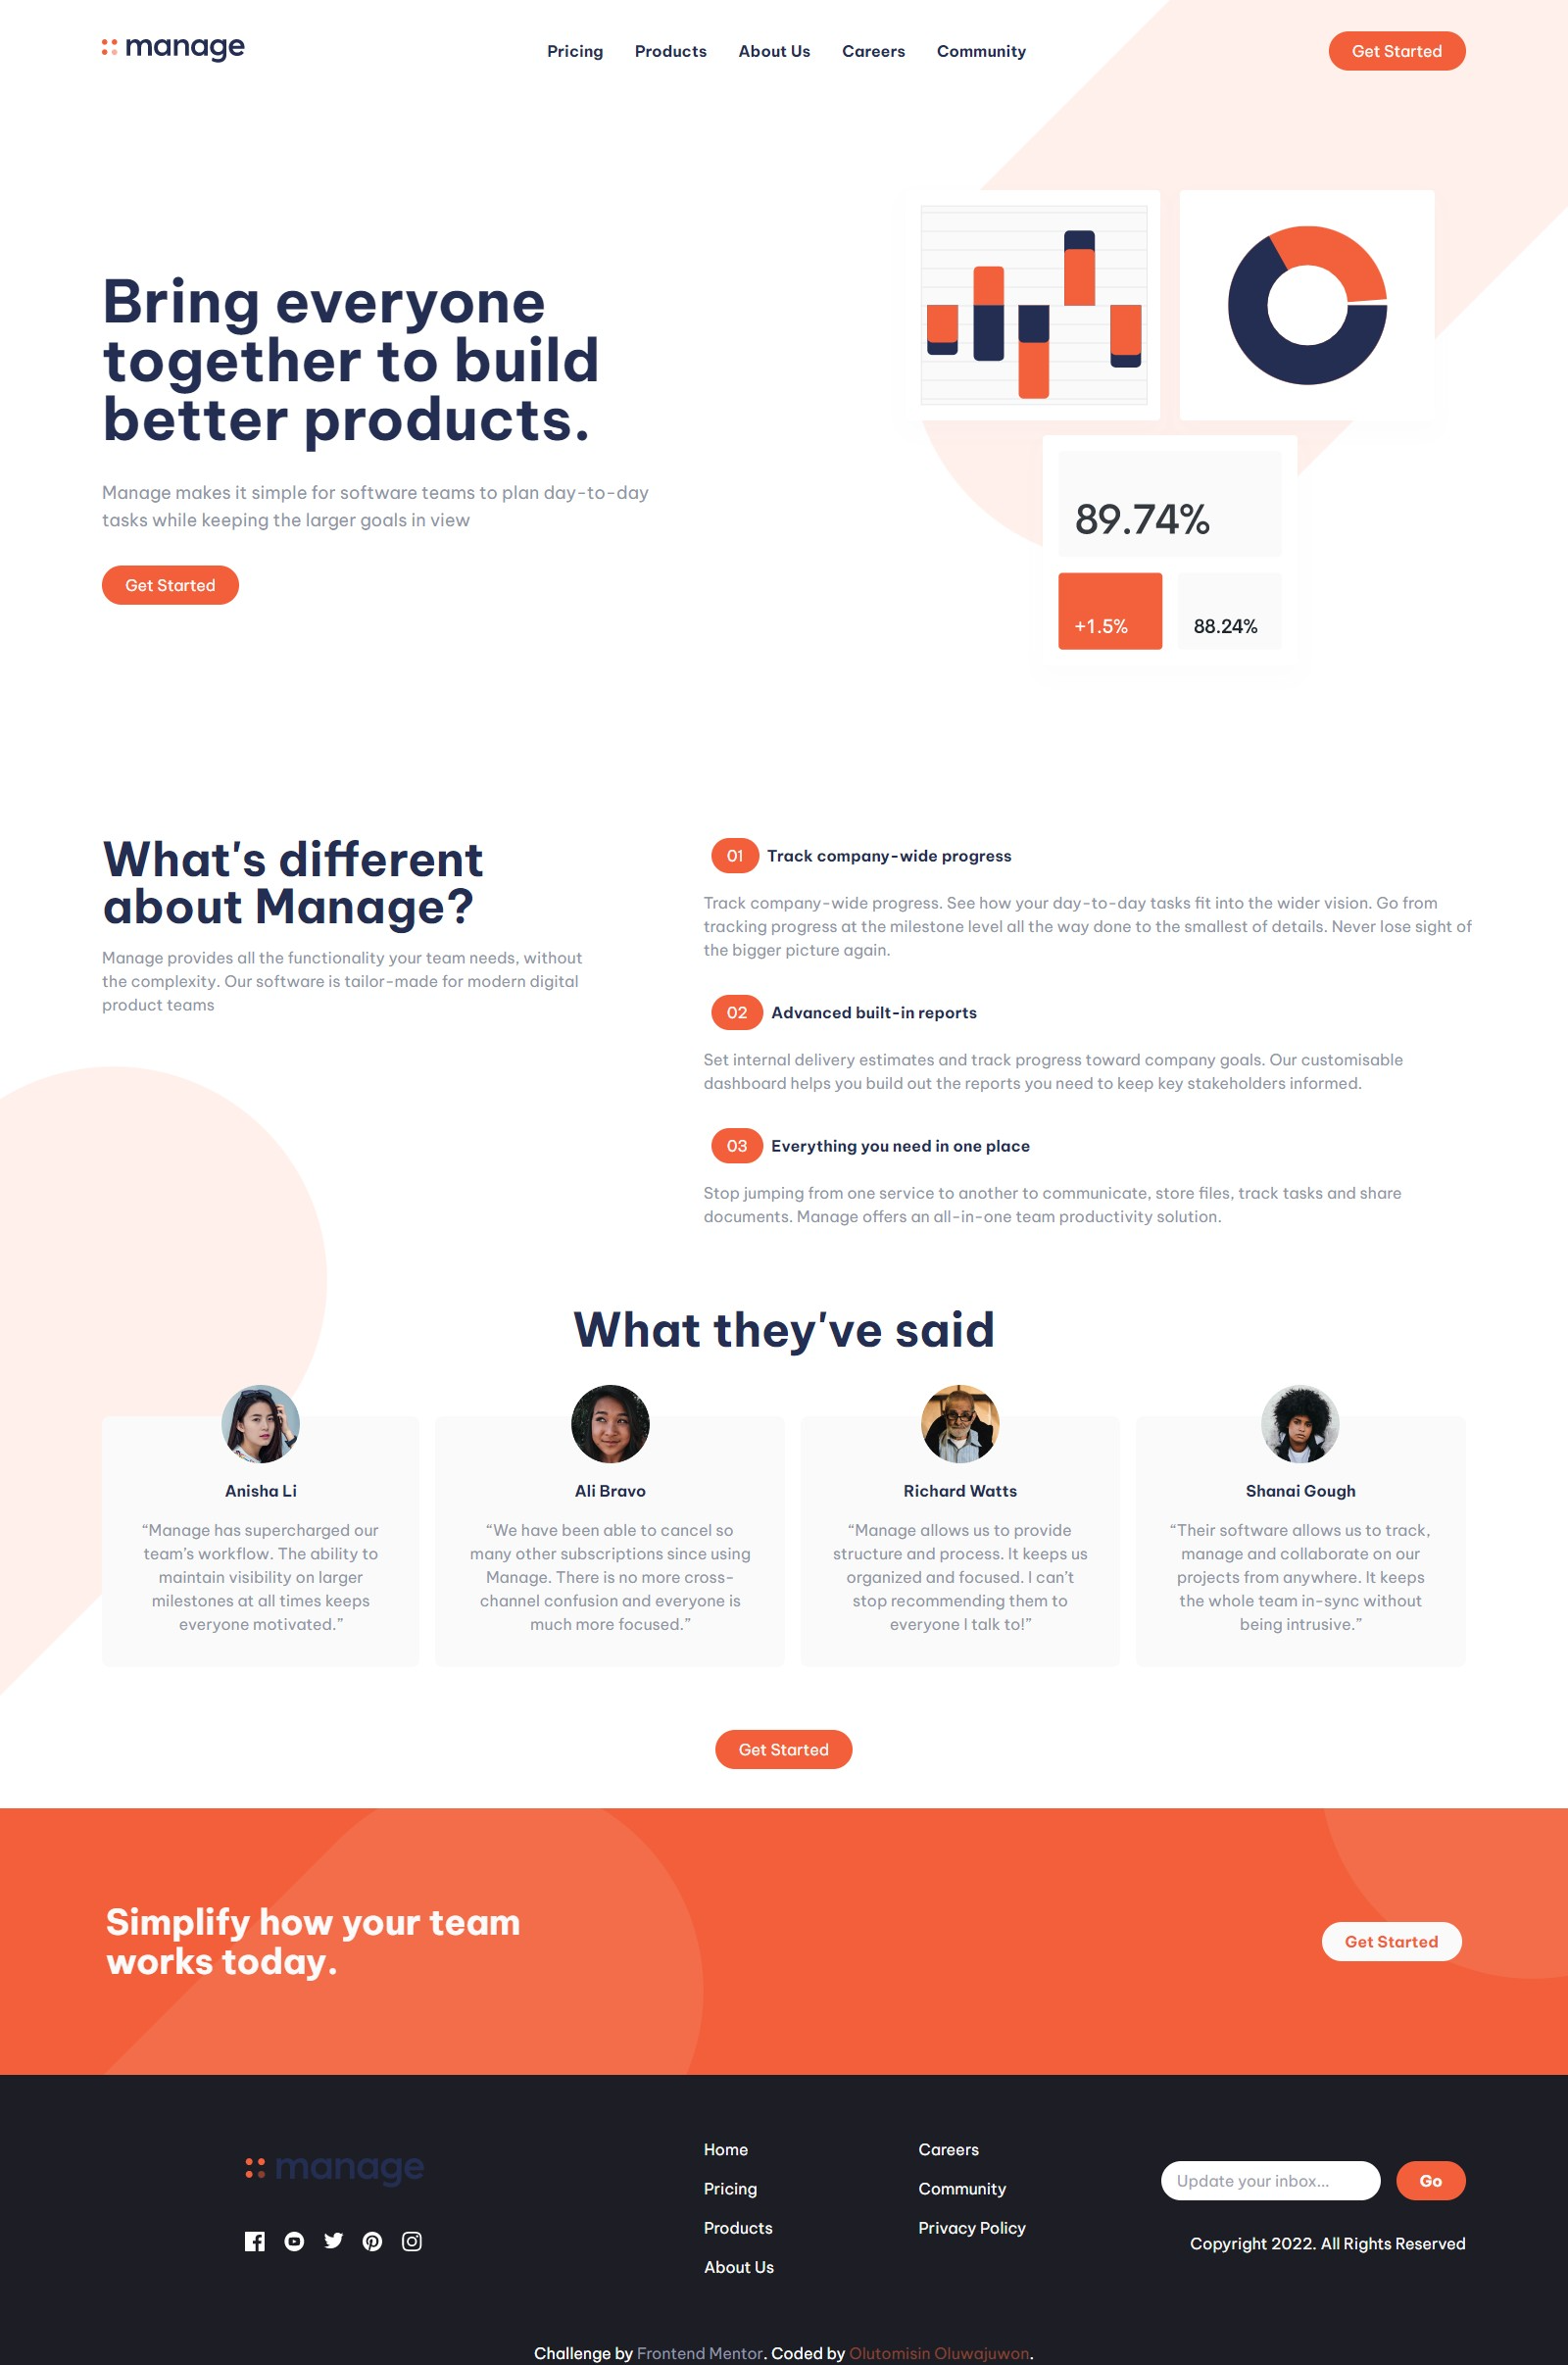 manage
Pricing
Products
About Us
Careers
Community
Get Started
Bring everyone
together to build
better products.
Manage makes it simple for software teams to plan day-to-day
tasks while keeping the larger goals in view
Get Started
89.74%
+1.5%
88.24%
What's different
about Manage?
Manage provides all the functionality your team needs, without
the complexity. Our software is tailor-made for modern digital
product teams
01 Track company-wide progress
Track company-wide progress. See how your day-to-day tasks fit into the wider vision. Go from
tracking progress at the milestone level all the way done to the smallest of details. Never lose sight of
the bigger picture again.
02 Advanced built-in reports
Set internal delivery estimates and track progress toward company goals. Our customisable
dashboard helps you build out the reports you need to keep key stakeholders informed.
03 Everything you need in one place
Stop jumping from one service to another to communicate, store files, track tasks and share
documents. Manage offers an all-in-one team productivity solution.
What they've said
Anisha Li
“Manage has supercharged our
team’s workflow. The ability to
maintain visibility on larger
milestones at all times keeps
everyone motivated.”
Ali Bravo
“We have been able to cancel so
many other subscriptions since using
Manage. There is no more cross-
channel confusion and everyone is
much more focused.”
Richard Watts
“Manage allows us to provide
structure and process. It keeps us
organized and focused. I can’t
stop recommending them to
everyone I talk to!”
Shanai Gough
“Their software allows us to track,
manage and collaborate on our
projects from anywhere. It keeps
the whole team in-sync without
being intrusive.”
Get Started
Simplify how your team
works today.
Get Started
manage
Home
Pricing
Products
About Us
Careers
Community
Privacy Policy
Update your inbox...
Go
Copyright 2022. All Rights Reserved
Challenge by Frontend Mentor. Coded by Olutomisin Oluwajuwon.